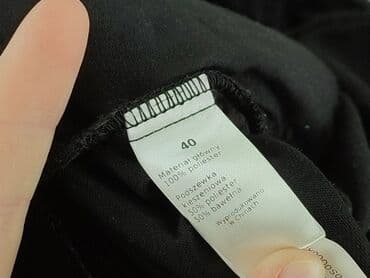 40
Materiał główny
100% poliester
Podszewka
kieszeniowa
50% poliester
50% bawełna
Wyprodukowano
w Chinach